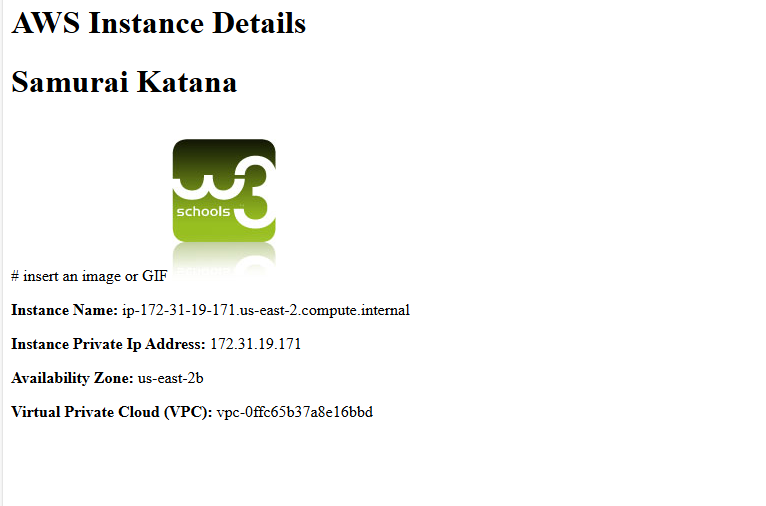 AWS Instance Details
Samurai Katana
w3
schools
# insert an image or GIF
Instance Name: ip-172-31-19-171.us-east-2.compute.internal
Instance Private Ip Address: 172.31.19.171
Availability Zone: us-east-2b
Virtual Private Cloud (VPC): vpc-0ffc65b37a8e16bbd